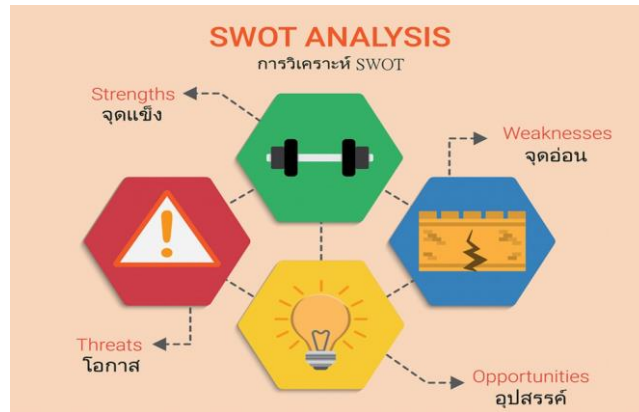 SWOT ANALYSIS
การวิเคราะห์ SWOT
Strengths
จุดแข็ง
Weaknesses
จุดอ่อน
Threats
โอกาส
Opportunities
อุปสรรค์